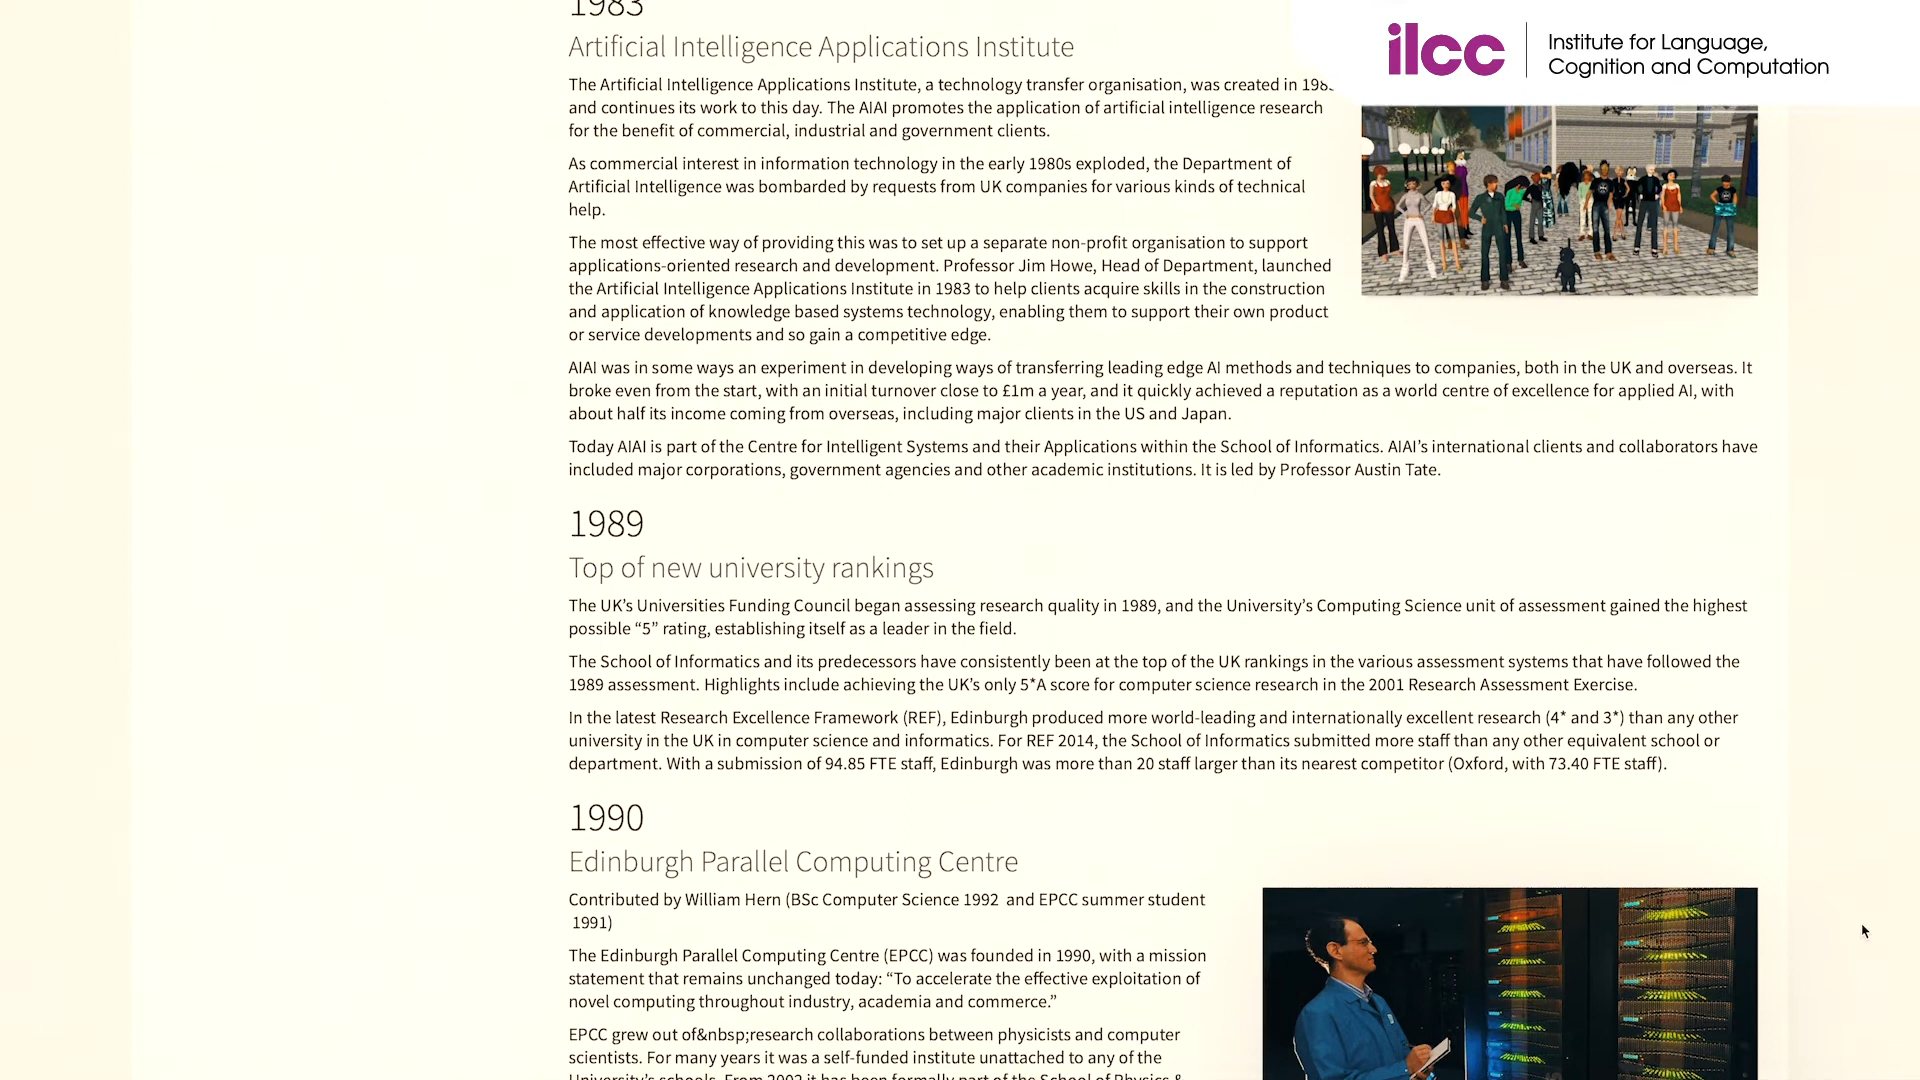 1983
Artificial Intelligence Applications Institute
ilcc
Institute for Language,
Cognition and Computation
The Artificial Intelligence Applications Institute, a technology transfer organisation, was created in 198
and continues its work to this day. The AIAI promotes the application of artificial intelligence research
for the benefit of commercial, industrial and government clients.
As commercial interest in information technology in the early 1980s exploded, the Department of
Artificial Intelligence was bombarded by requests from UK companies for various kinds of technical
help.
The most effective way of providing this was to set up a separate non-profit organisation to support
applications-oriented research and development. Professor Jim Howe, Head of Department, launched
the Artificial Intelligence Applications Institute in 1983 to help clients acquire skills in the construction
and application of knowledge based systems technology, enabling them to support their own product
or service developments and so gain a competitive edge.
AIAI was in some ways an experiment in developing ways of transferring leading edge AI methods and techniques to companies, both in the UK and overseas. It
broke even from the start, with an initial turnover close to £1m a year, and it quickly achieved a reputation as a world centre of excellence for applied AI, with
about half its income coming from overseas, including major clients in the US and Japan.
Today AIAI is part of the Centre for Intelligent Systems and their Applications within the School of Informatics. AIAI’s international clients and collaborators have
included major corporations, government agencies and other academic institutions. It is led by Professor Austin Tate.
1989
Top of new university rankings
The UK’s Universities Funding Council began assessing research quality in 1989, and the University’s Computing Science unit of assessment gained the highest
possible “5” rating, establishing itself as a leader in the field.
The School of Informatics and its predecessors have consistently been at the top of the UK rankings in the various assessment systems that have followed the
1989 assessment. Highlights include achieving the UK’s only 5*A score for computer science research in the 2001 Research Assessment Exercise.
In the latest Research Excellence Framework (REF), Edinburgh produced more world-leading and internationally excellent research (4* and 3*) than any other
university in the UK in computer science and informatics. For REF 2014, the School of Informatics submitted more staff than any other equivalent school or
department. With a submission of 94.85 FTE staff, Edinburgh was more than 20 staff larger than its nearest competitor (Oxford, with 73.40 FTE staff).
1990
Edinburgh Parallel Computing Centre
Contributed by William Hern (BSc Computer Science 1992  and EPCC summer student
1991)
The Edinburgh Parallel Computing Centre (EPCC) was founded in 1990, with a mission
statement that remains unchanged today: “To accelerate the effective exploitation of
novel computing throughout industry, academia and commerce.”
EPCC grew out of&nbsp;research collaborations between physicists and computer
scientists. For many years it was a self-funded institute unattached to any of the
University’s schools. From 2002 it has been formally part of the School of Physics &